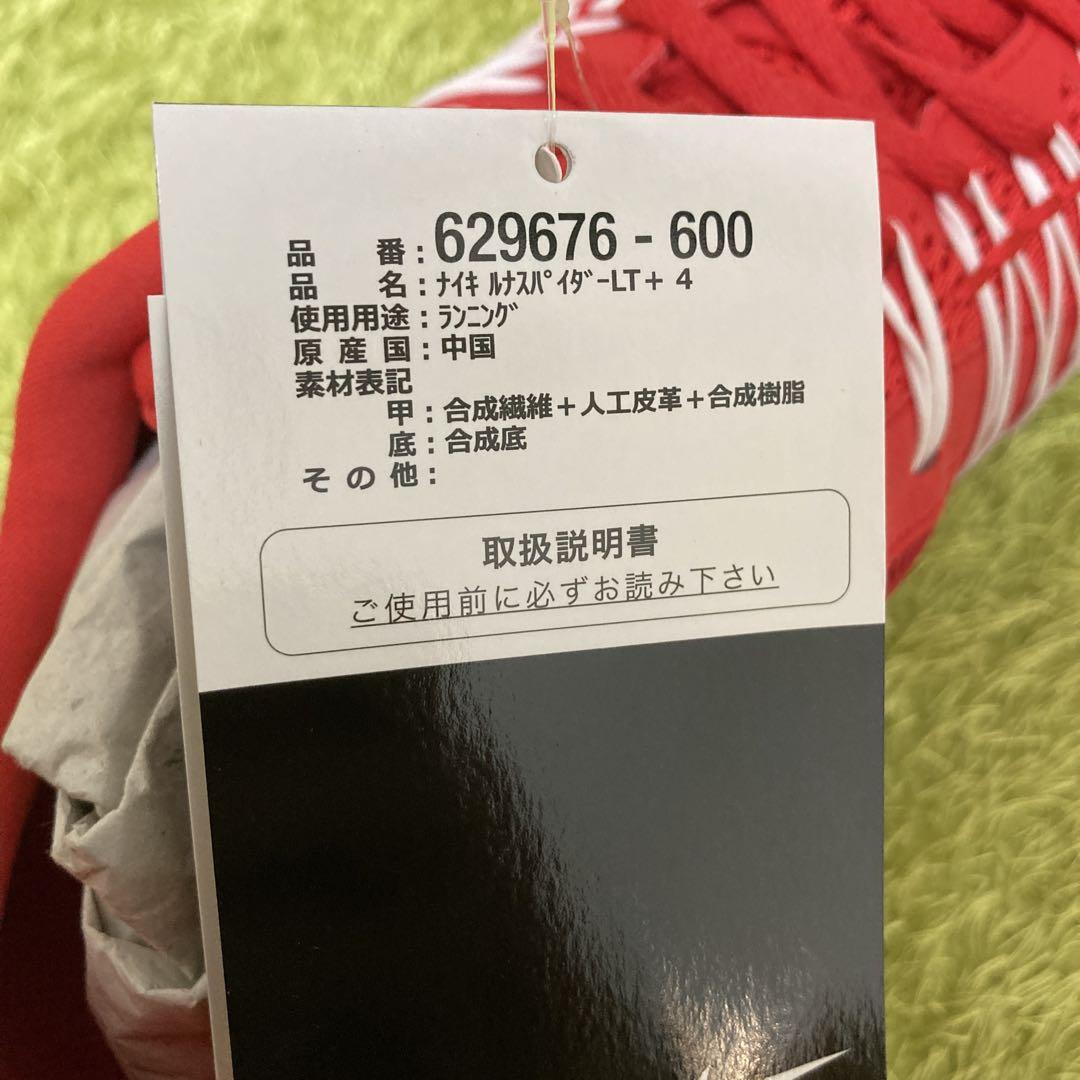 品番:629676-600
品名:ﾅｲｷ ﾙﾅｽﾊﾟｲﾀﾞｰLT+ 4
使用用途:ﾗﾝﾆﾝｸﾞ
原産国:中国
素材表記
甲:合成繊維+人工皮革+合成樹脂
底:合成底
その他:
取扱説明書
ご使用前に必ずお読み下さい